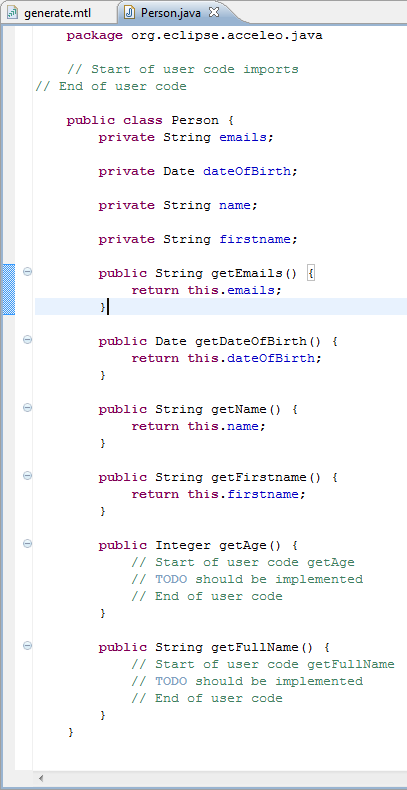 generate.mtl Person.java
package org.eclipse.acceleo.java
// Start of user code imports
// End of user code
public class Person {
private String emails;
private Date dateOfBirth;
private String name;
private String firstname;
public String getEmails() {
return this.emails;
}
public Date getDateOfBirth() {
return this.dateOfBirth;
}
public String getName() {
return this.name;
}
public String getFirstname() {
return this.firstname;
}
public Integer getAge() {
// Start of user code getAge
// TODO should be implemented
// End of user code
}
public String getFullName() {
// Start of user code getFullName
// TODO should be implemented
// End of user code
}
}